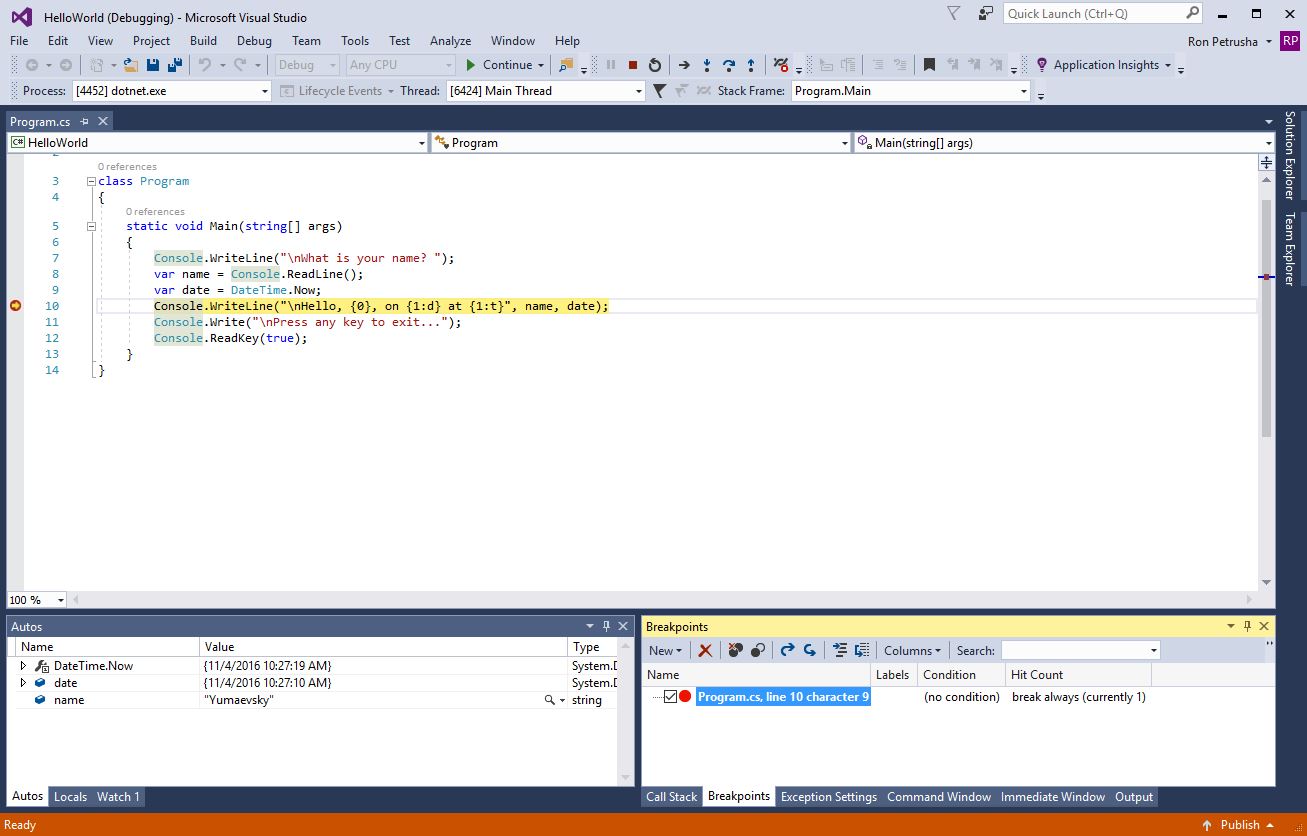 HelloWorld (Debugging) - Microsoft Visual Studio
Quick Launch (Ctrl+Q)
File Edit View Project Build Debug Team Tools Test Analyze Window Help
Ron Petrusha RP
Debug Any CPU Continue Application Insights
Process: [4452] dotnet.exe Lifecycle Events Thread: [6424] Main Thread Stack Frame: Program.Main
Program.cs
C# HelloWorld Program Main(string[] args)
Solution Explorer
Team Explorer
0 references
3 class Program
4 {
0 references
5 static void Main(string[] args)
6 {
7 Console.WriteLine("\nWhat is your name? ");
8 var name = Console.ReadLine();
9 var date = DateTime.Now;
10 Console.WriteLine("\nHello, {0}, on {1:d} at {1:t}", name, date);
11 Console.Write("\nPress any key to exit...");
12 Console.ReadKey(true);
13 }
14 }
100 %
Autos
Name Value Type
DateTime.Now {11/4/2016 10:27:19 AM} System.D
date {11/4/2016 10:27:10 AM} System.D
name "Yumaevsky" string
Autos Locals Watch 1
Breakpoints
New Columns Search:
Name Labels Condition Hit Count
Program.cs, line 10 character 9 (no condition) break always (currently 1)
Call Stack Breakpoints Exception Settings Command Window Immediate Window Output
Ready Publish